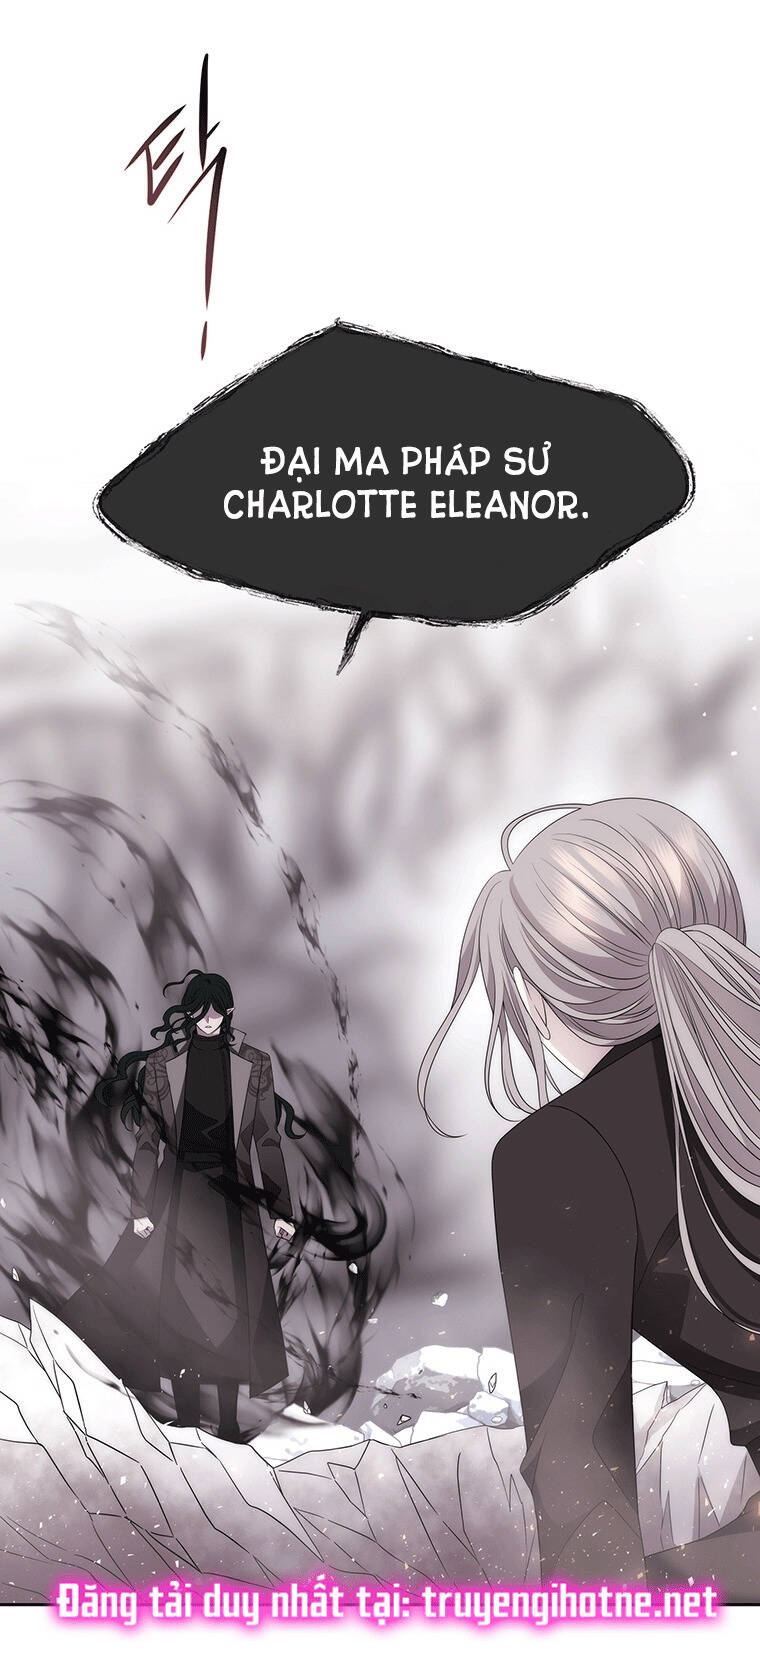 탁
ĐẠI MA PHÁP SƯ
CHARLOTTE ELEANOR.
Đăng tải duy nhất tại: truyengihotne.net